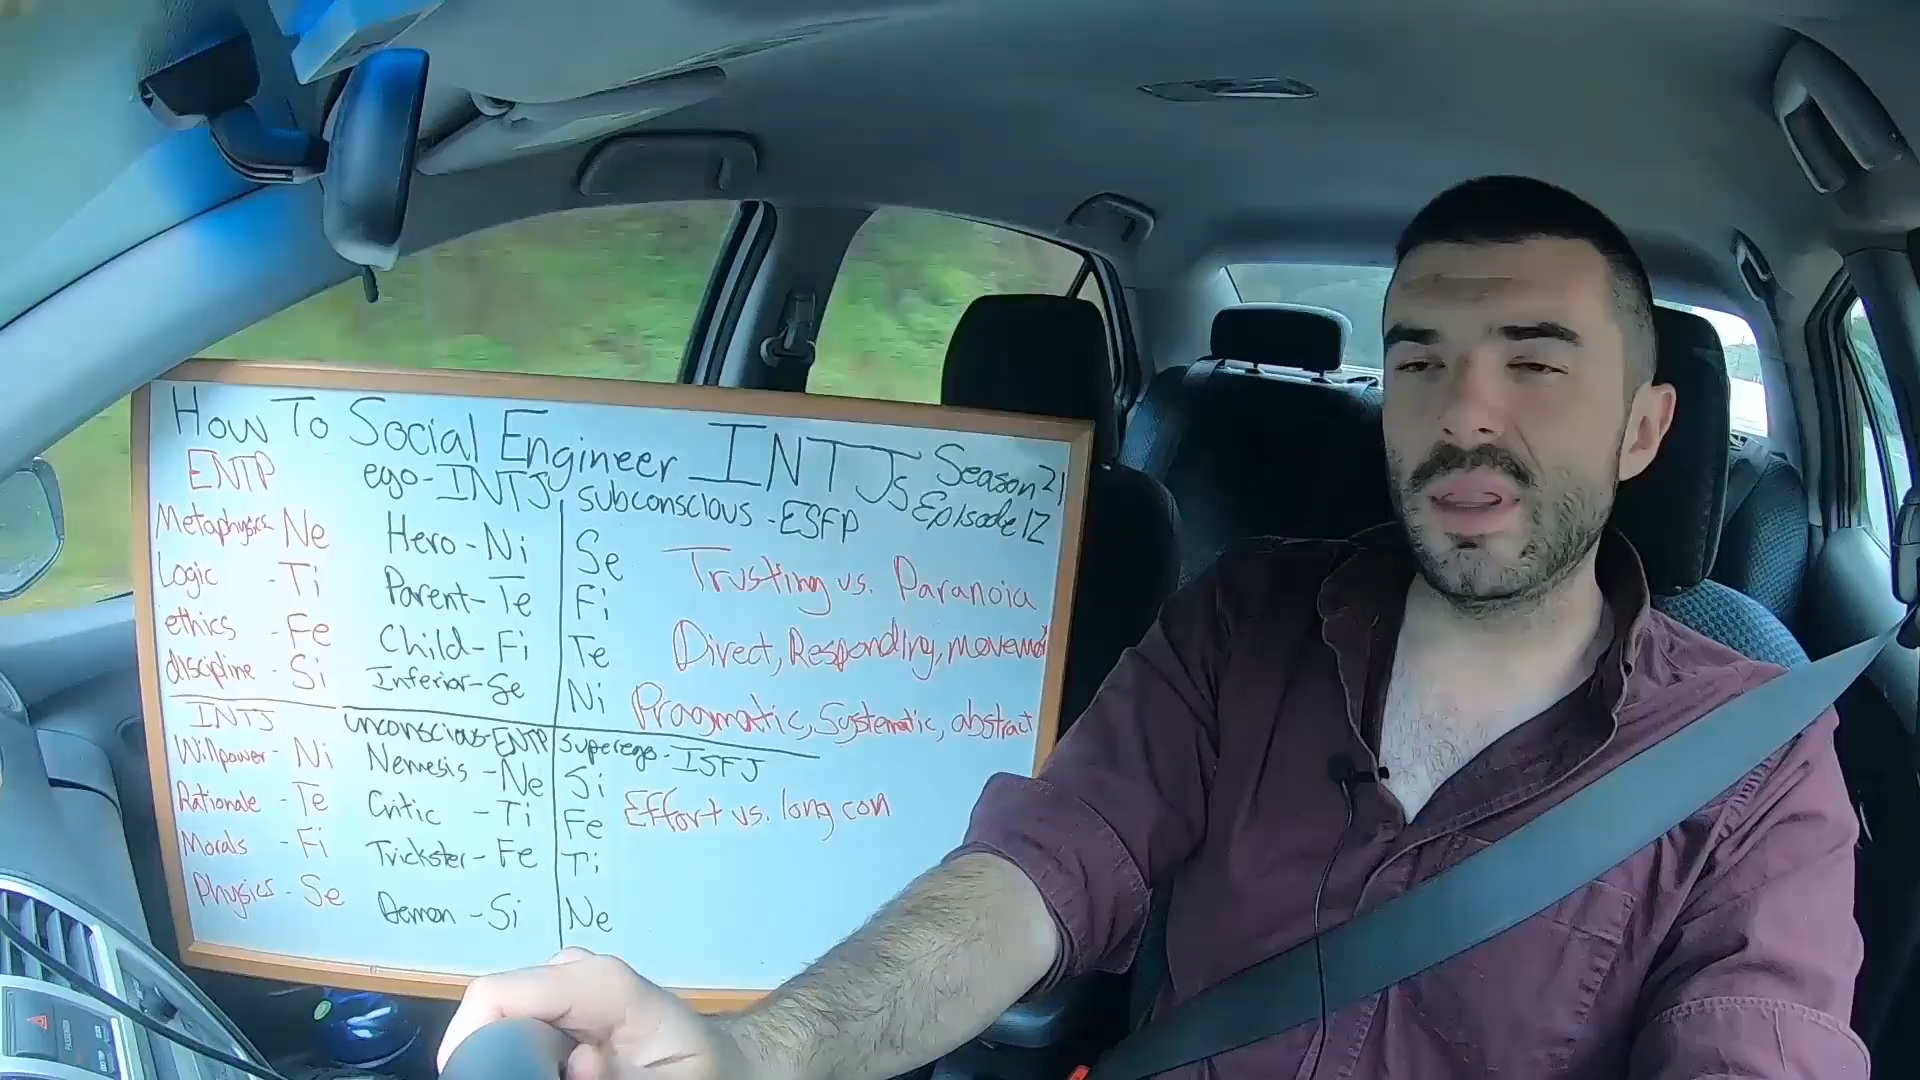 How To Social Engineer INTJs Season 21
Episode 12
ENTP
Metaphysics Ne
Logic - Ti
ethics - Fe
discipline - Si
INTJ
Willpower - Ni
Rationale - Te
Morals - Fi
Physics - Se
ego - INTJ
Hero - Ni
Parent - Te
Child - Fi
Inferior - Se
subconscious - ESFP
Se
Fi
Te
Ni
unconscious - ENTP
Nemesis - Ne
Critic - Ti
Trickster - Fe
Demon - Si
Superego - ISFJ
Si
Fe
Ti
Ne
Trusting vs. Paranoia
Direct, Responding, movement
Pragmatic, Systematic, abstract
Effort vs. long con